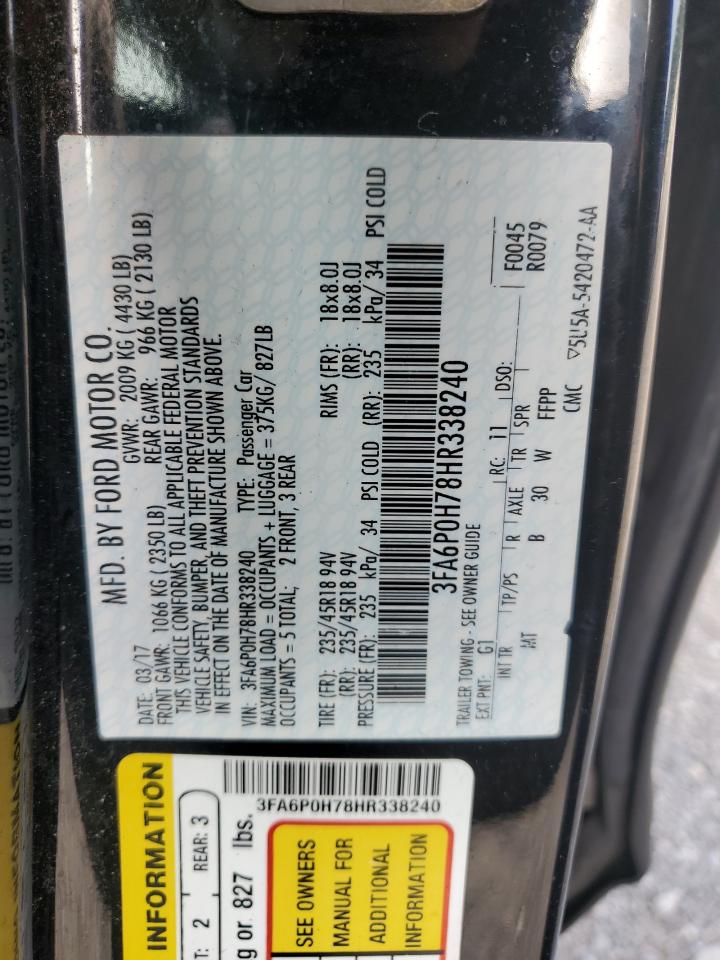 MFD. BY FORD MOTOR CO.
DATE: 03/17 GVWR: 2009 KG ( 4430 LB)
FRONT GAWR: 1066 KG ( 2350 LB) REAR GAWR: 966 KG ( 2130 LB)
THIS VEHICLE CONFORMS TO ALL APPLICABLE FEDERAL MOTOR
VEHICLE SAFETY, BUMPER, AND THEFT PREVENTION STANDARDS
IN EFFECT ON THE DATE OF MANUFACTURE SHOWN ABOVE.
VIN: 3FA6P0H78HR338240 TYPE: Passenger Car
MAXIMUM LOAD = OCCUPANTS + LUGGAGE = 375KG/ 827LB
OCCUPANTS = 5 TOTAL; 2 FRONT, 3 REAR
TIRE (FR): 235/45R18 94V RIMS (FR): 18x8.0J
(RR): 235/45R18 94V (RR): 18x8.0J
PRESSURE (FR): 235 kPa/ 34 PSI COLD (RR): 235 kPa/ 34 PSI COLD
3FA6P0H78HR338240
TRAILER TOWING - SEE OWNER GUIDE
EXT PNT: G1 RC: 11 DSO: F0045
R0079
INT TR TP/PS R AXLE TR SPR
MT B 30 W FFPP
CMC ▽5U5A-5420472-AA
3FA6P0H78HR338240
INFORMATION
T: 2 REAR: 3
g or 827 lbs.
SEE OWNERS
MANUAL FOR
ADDITIONAL
INFORMATION